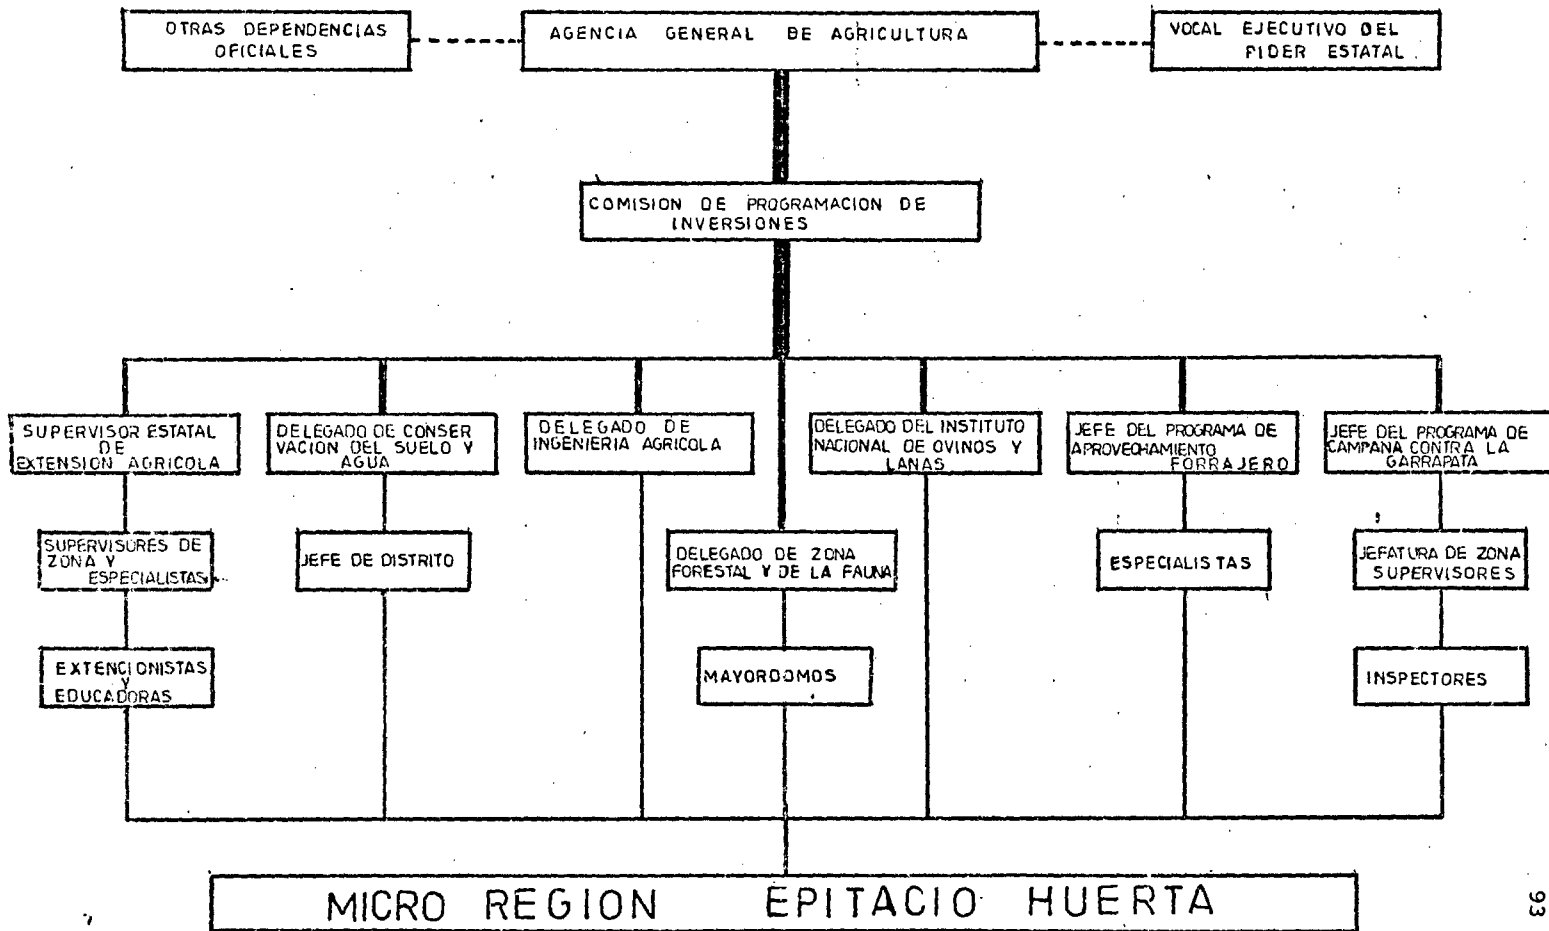 OTRAS DEPENDENCIAS
OFICIALES
AGENCIA GENERAL DE AGRICULTURA
VOCAL EJECUTIVO DEL
PIDER ESTATAL
COMISION DE PROGRAMACION DE
INVERSIONES
SUPERVISOR ESTATAL
DE
EXTENSION AGRICOLA
DELEGADO DE CONSER
VACION DEL SUELO Y
AGUA
DELEGADO DE
INGENIERIA AGRICOLA
DELEGADO DEL INSTITUTO
NACIONAL DE OVINOS Y
LANAS
JEFE DEL PROGRAMA DE
APROVECHAMIENTO
FORRAJERO
JEFE DEL PROGRAMA DE
CAMPANA CONTRA LA
GARRAPATA
SUPERVISORES DE
ZONA Y
ESPECIALISTAS
JEFE DE DISTRITO
DELEGADO DE ZONA
FORESTAL Y DE LA FAUNA
ESPECIALISTAS
JEFATURA DE ZONA
SUPERVISORES
EXTENCIONISTAS
Y
EDUCADORAS
MAYORDOMOS
INSPECTORES
MICRO REGION EPITACIO HUERTA
93